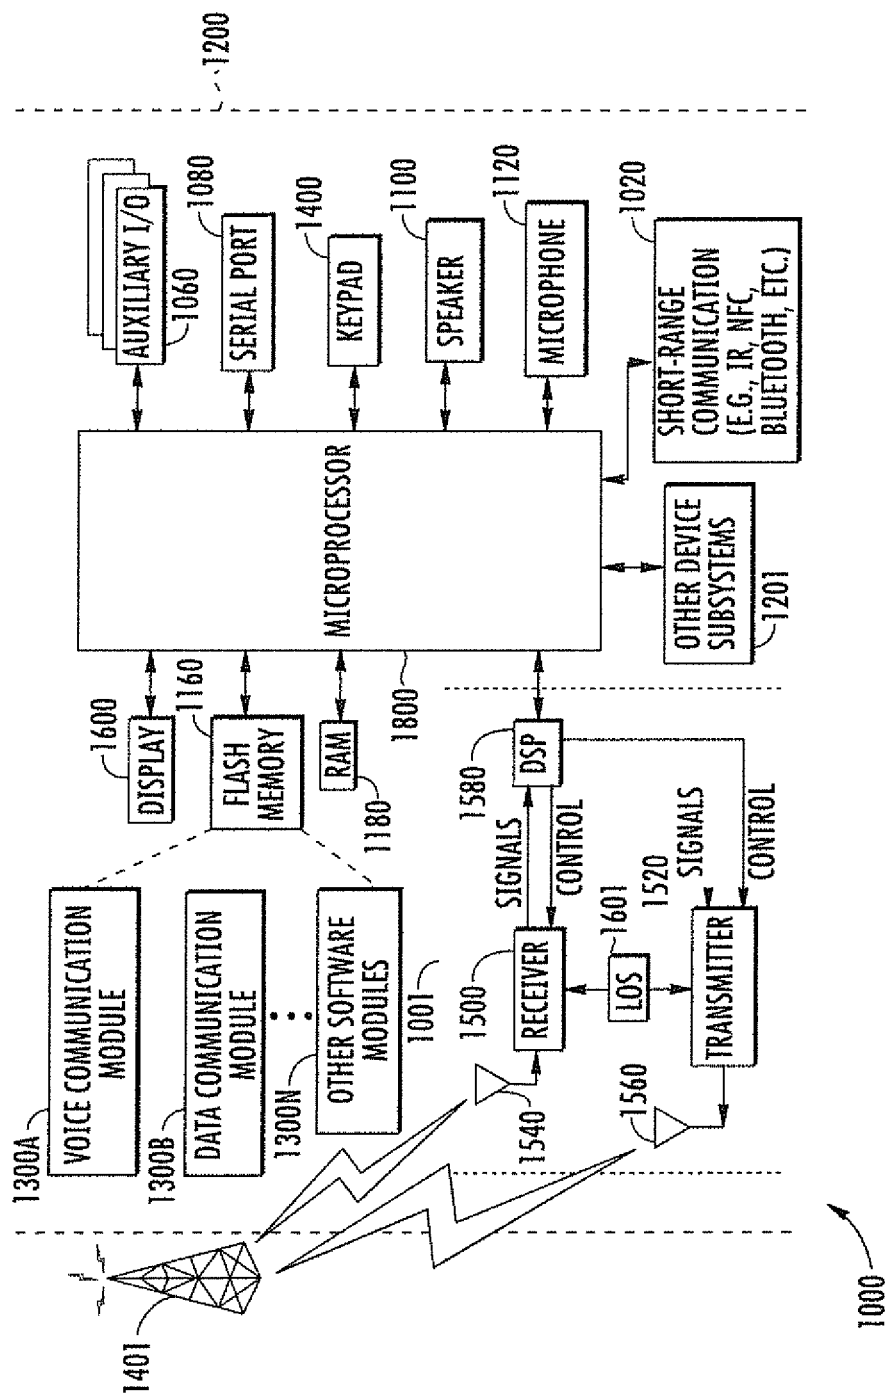 1300A
VOICE COMMUNICATION
MODULE
1300B
DATA COMMUNICATION
MODULE
1300N
OTHER SOFTWARE
MODULES
1600
DISPLAY
1160
FLASH
MEMORY
RAM
1180
1800
MICROPROCESSOR
AUXILIARY I/O
1060
1080
SERIAL PORT
1400
KEYPAD
1100
SPEAKER
1120
MICROPHONE
1020
SHORT-RANGE
COMMUNICATION
(E.G., IR, NFC,
BLUETOOTH, ETC.)
OTHER DEVICE
SUBSYSTEMS
1201
1200
1401
1001
1500
RECEIVER
1540
SIGNALS
CONTROL
1580
DSP
1601
LOS
1520
SIGNALS
CONTROL
TRANSMITTER
1560
1000